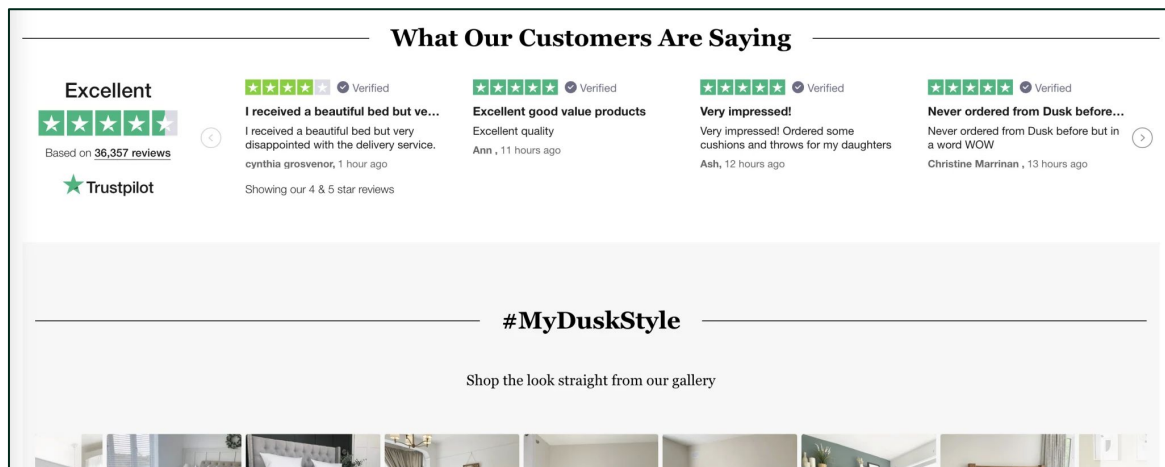 What Our Customers Are Saying
Excellent
Based on 36,357 reviews
Trustpilot
Verified
I received a beautiful bed but ve...
I received a beautiful bed but very
disappointed with the delivery service.
cynthia grosvenor, 1 hour ago
Showing our 4 & 5 star reviews
Verified
Excellent good value products
Excellent quality
Ann , 11 hours ago
Verified
Very impressed!
Very impressed! Ordered some
cushions and throws for my daughters
Ash, 12 hours ago
Verified
Never ordered from Dusk before...
Never ordered from Dusk before but in
a word WOW
Christine Marrinan , 13 hours ago
#MyDuskStyle
Shop the look straight from our gallery